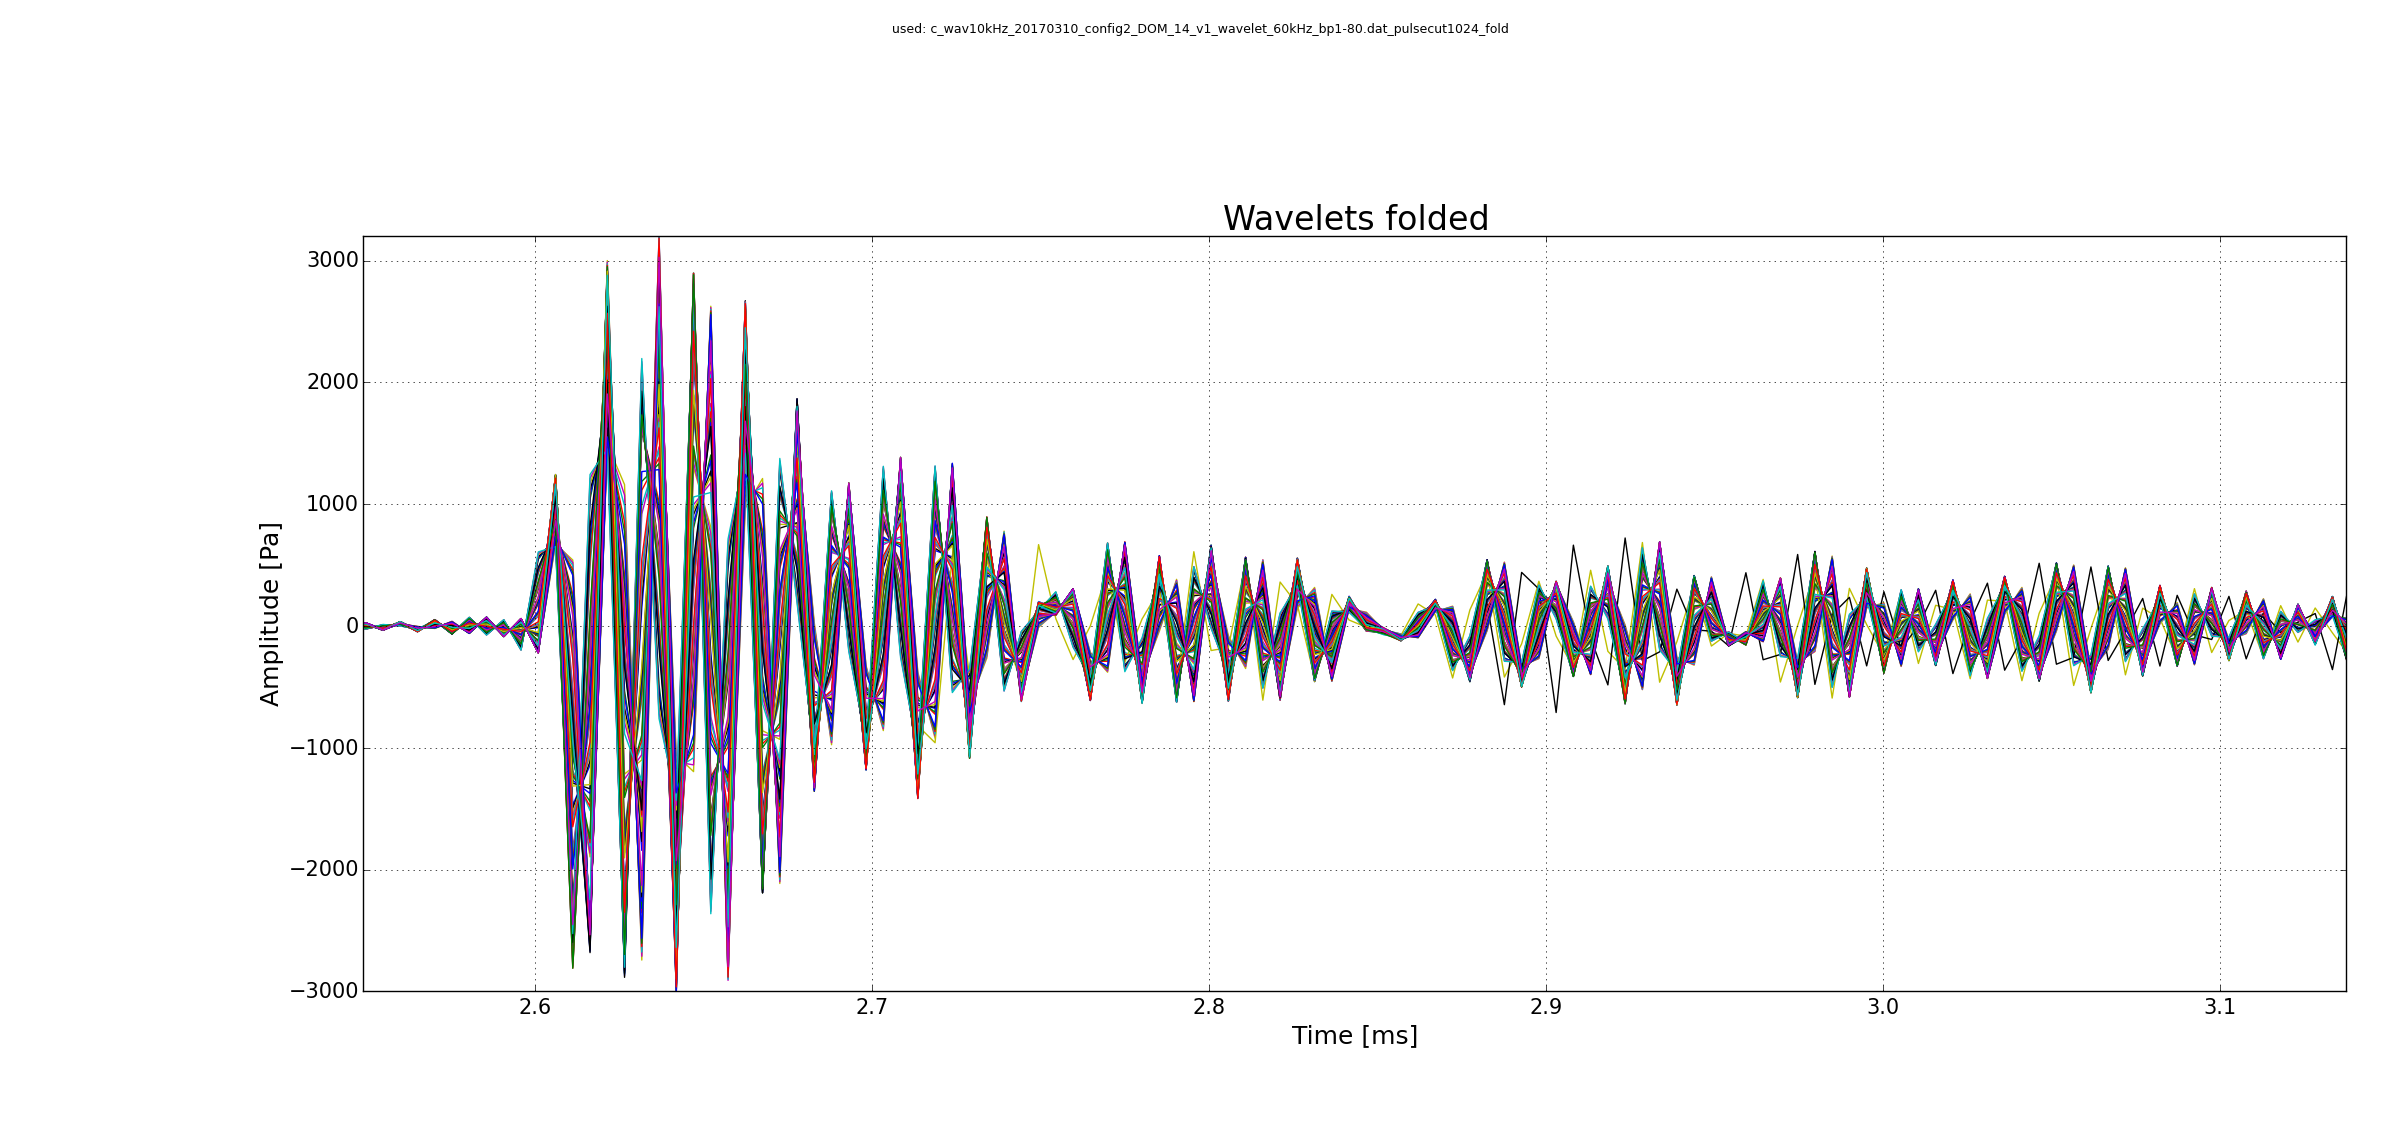 used: c_wav10kHz_20170310_config2_DOM_14_v1_wavelet_60kHz_bp1-80.dat_pulsecut1024_fold
Wavelets folded
Amplitude [Pa]
3000
2000
1000
0
−1000
−2000
−3000
2.6 2.7 2.8 2.9 3.0 3.1
Time [ms]